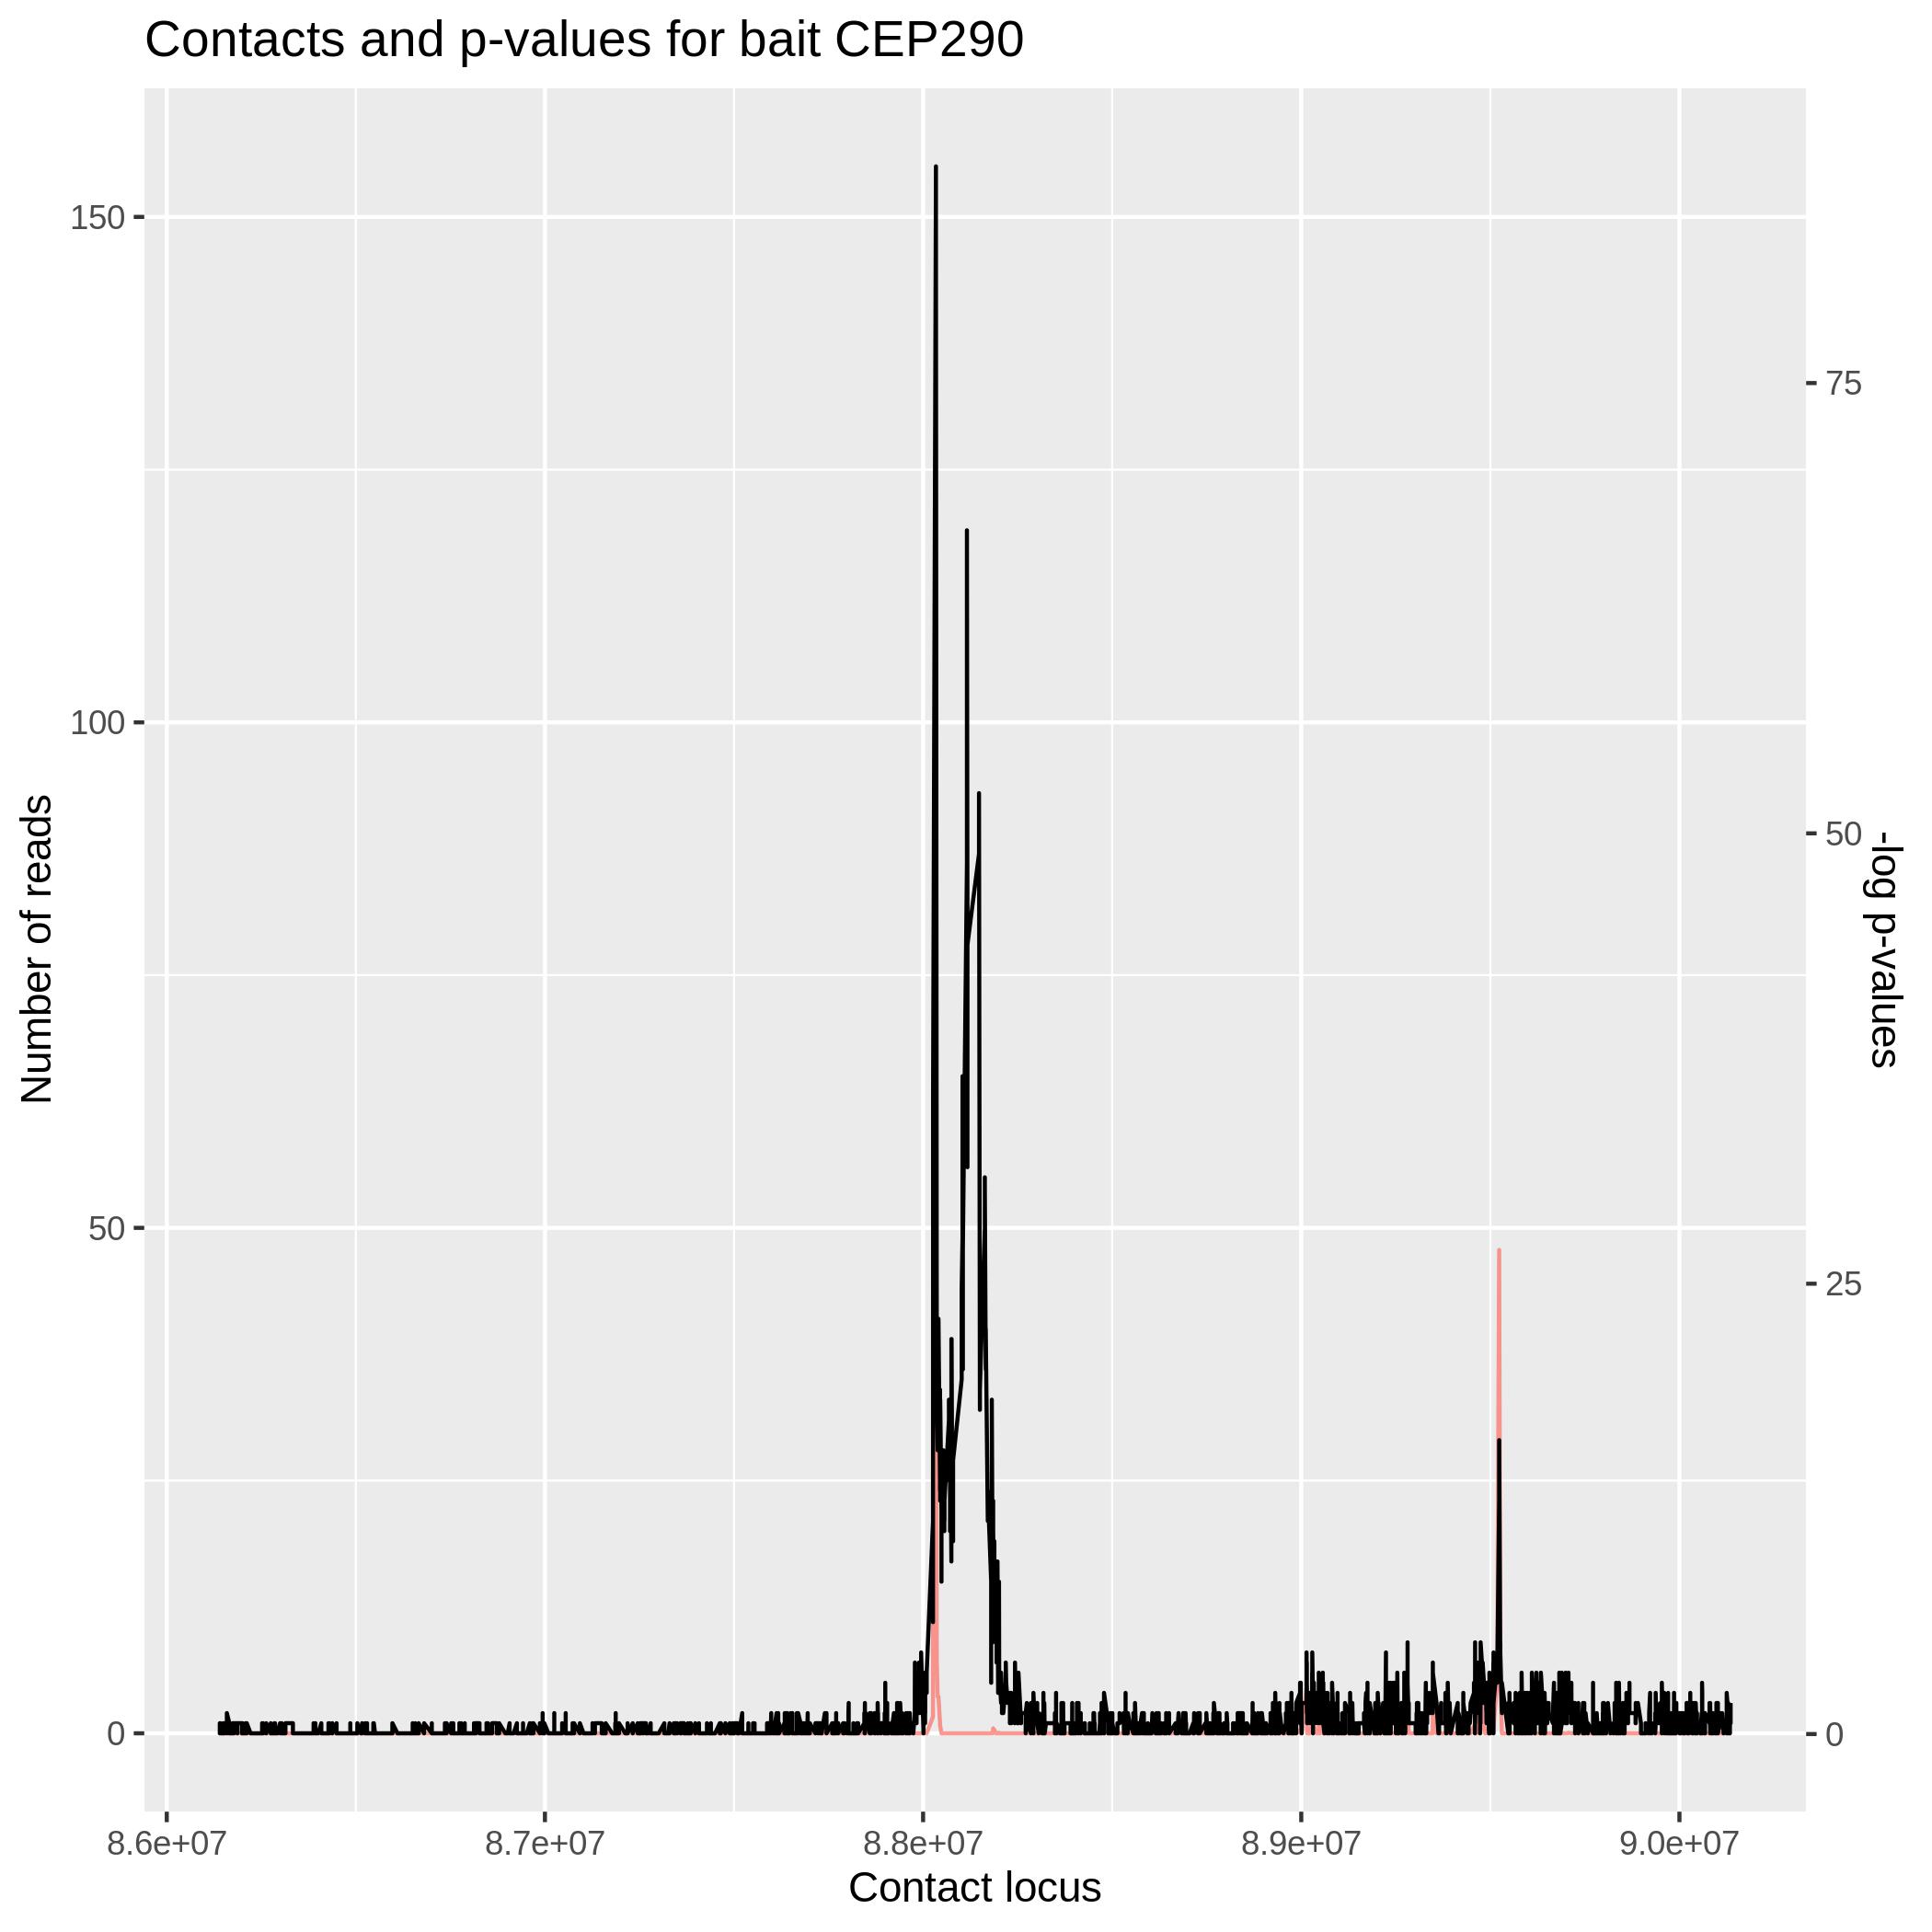 Contacts and p-values for bait CEP290
150
100
50
0
75
50
25
0
Number of reads
-log p-values
8.6e+07
8.7e+07
8.8e+07
8.9e+07
9.0e+07
Contact locus